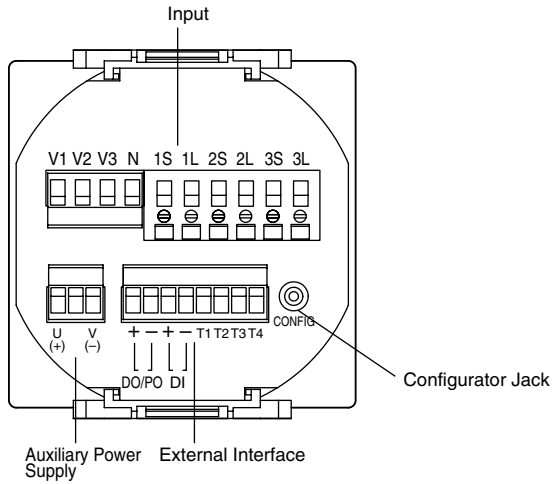 Input
V1 V2 V3 N 1S 1L 2S 2L 3S 3L
U V + − + − T1 T2 T3 T4 CONFIG
(+) (−)
DO/PO DI
Configurator Jack
Auxiliary Power External Interface
Supply